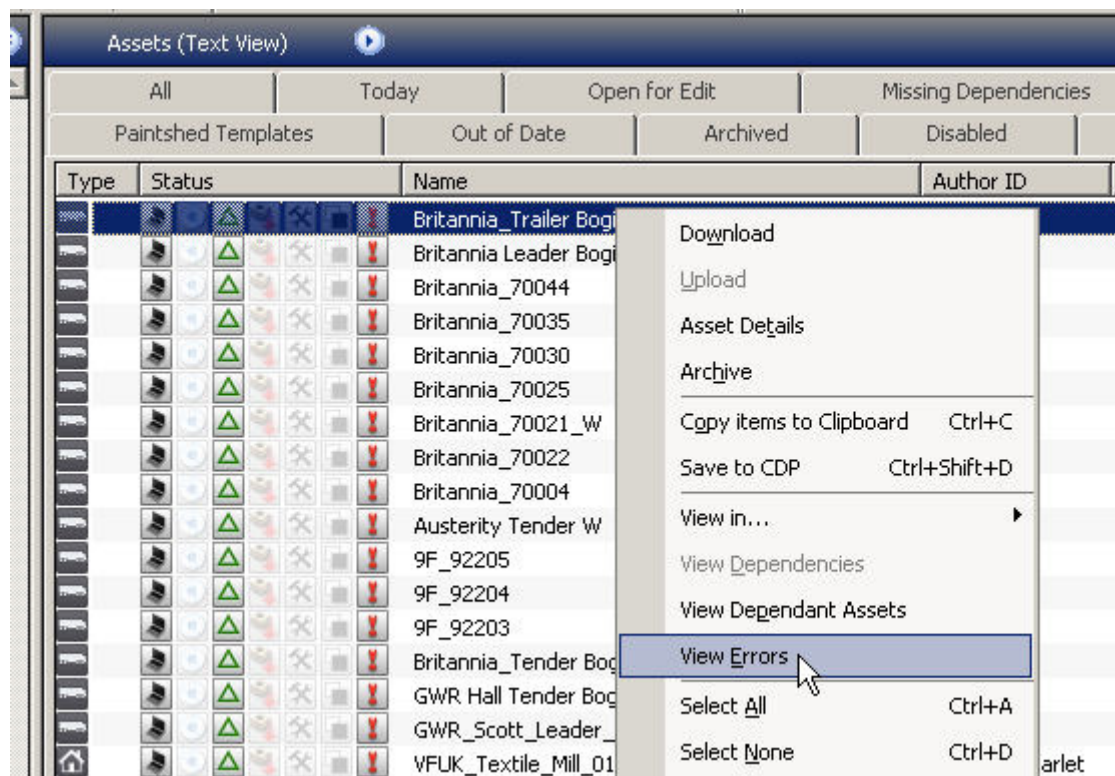 Assets (Text View)
All Today Open for Edit Missing Dependencies
Paintshed Templates Out of Date Archived Disabled
Type Status Name Author ID
Britannia_Trailer Bogi
Britannia Leader Bogi
Britannia_70044
Britannia_70035
Britannia_70030
Britannia_70025
Britannia_70021_W
Britannia_70022
Britannia_70004
Austerity Tender W
9F_92205
9F_92204
9F_92203
Britannia_Tender Bog
GWR Hall Tender Bog
GWR_Scott_Leader_
VFUK_Textile_Mill_01
arlet
Download
Upload
Asset Details
Archive
Copy items to Clipboard Ctrl+C
Save to CDP Ctrl+Shift+D
View in...
View Dependencies
View Dependant Assets
View Errors
Select All Ctrl+A
Select None Ctrl+D